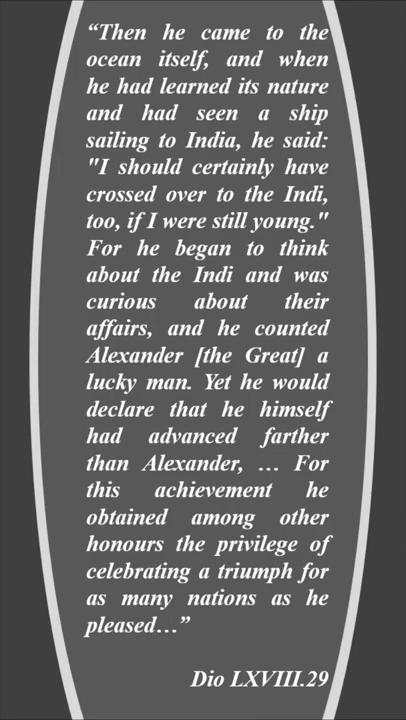 “Then he came to the
ocean itself, and when
he had learned its nature
and had seen a ship
sailing to India, he said:
"I should certainly have
crossed over to the Indi,
too, if I were still young."
For he began to think
about the Indi and was
curious about their
affairs, and he counted
Alexander [the Great] a
lucky man. Yet he would
declare that he himself
had advanced farther
than Alexander, … For
this achievement he
obtained among other
honours the privilege of
celebrating a triumph for
as many nations as he
pleased…”
Dio LXVIII.29